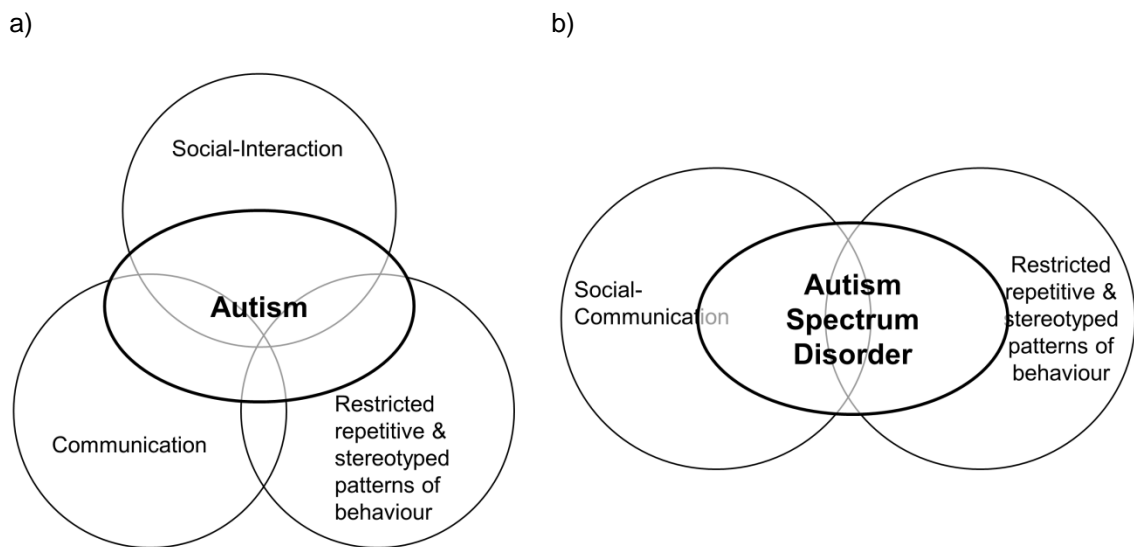 a)
Social-Interaction
Autism
Communication
Restricted
repetitive &
stereotyped
patterns of
behaviour
b)
Social-
Communication
Autism
Spectrum
Disorder
Restricted
repetitive &
stereotyped
patterns of
behaviour